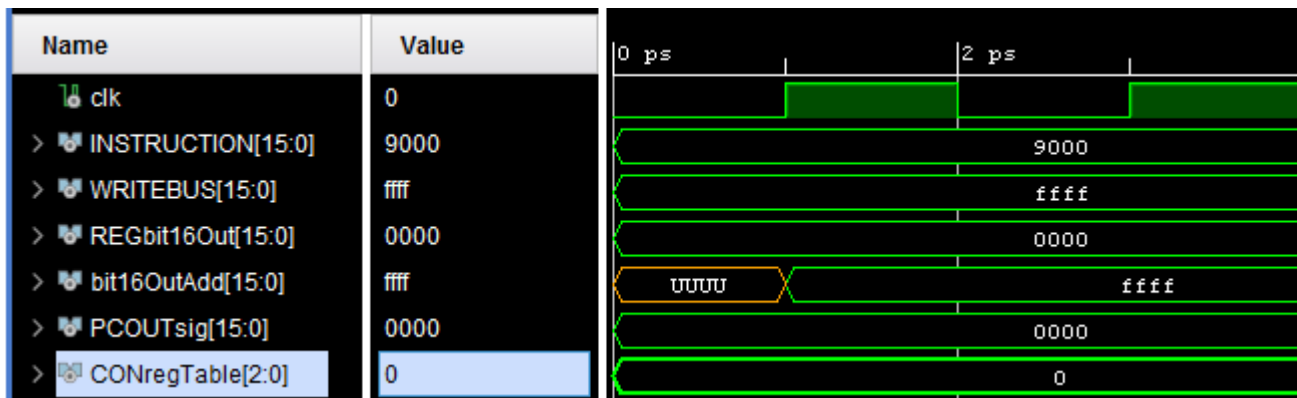 Name Value 0 ps 2 ps
clk 0
> INSTRUCTION[15:0] 9000 9000
> WRITEBUS[15:0] ffff ffff
> REGbit16Out[15:0] 0000 0000
> bit16OutAdd[15:0] ffff UUUU ffff
> PCOUTsig[15:0] 0000 0000
> CONregTable[2:0] 0 0